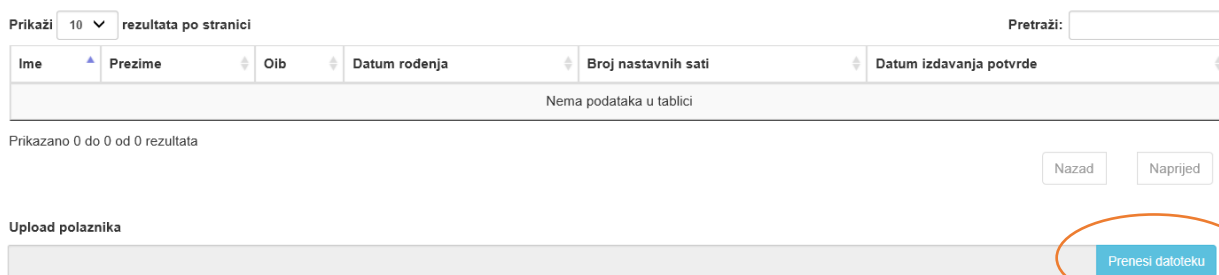 Prikaži 10 rezultata po stranici Pretraži:
Ime Prezime Oib Datum rođenja Broj nastavnih sati Datum izdavanja potvrde
Nema podataka u tablici
Prikazano 0 do 0 od 0 rezultata
Nazad Naprijed
Upload polaznika
Prenesi datoteku